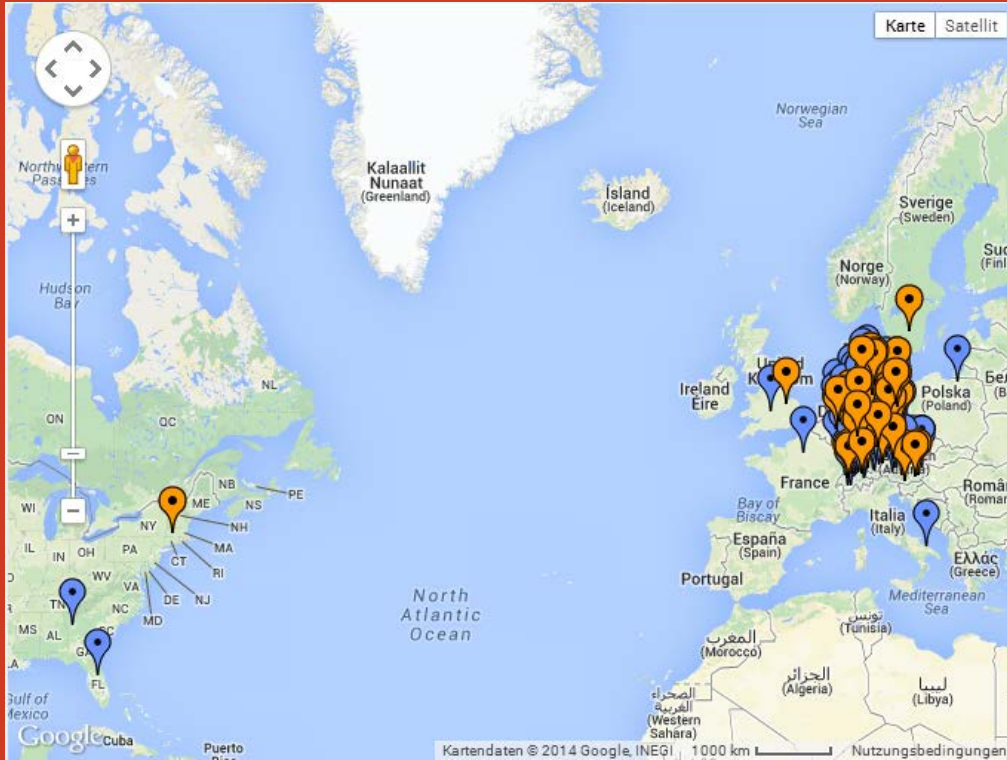 Karte
Satellit
Norwegian
Sea
Kalaallit
Nunaat
(Greenland)
Ísland
(Iceland)
Sverige
(Sweden)
Norge
(Norway)
Hudson
Bay
NL
ON
QC
Ireland
Éire
Polska
(Poland)
France
NB
PE
ME
NS
WI
NY
NH
MA
RI
CT
IL
IN
OH
PA
NJ
DE
MD
WV
VA
TN
NC
MS
AL
FL
Bay of
Biscay
Italia
(Italy)
España
(Spain)
Portugal
Ελλάς
(Greece)
Mediterranean
Sea
North
Atlantic
Ocean
تونس
(Tunisia)
المغرب
(Morocco)
الجزائر
(Algeria)
ليبيا
(Libya)
الصحراء
الغربية
(Western
Sahara)
Gulf of
Mexico
Google
Cuba
Puerto
Kartendaten © 2014 Google, INEGI
1000 km
Nutzungsbedingungen